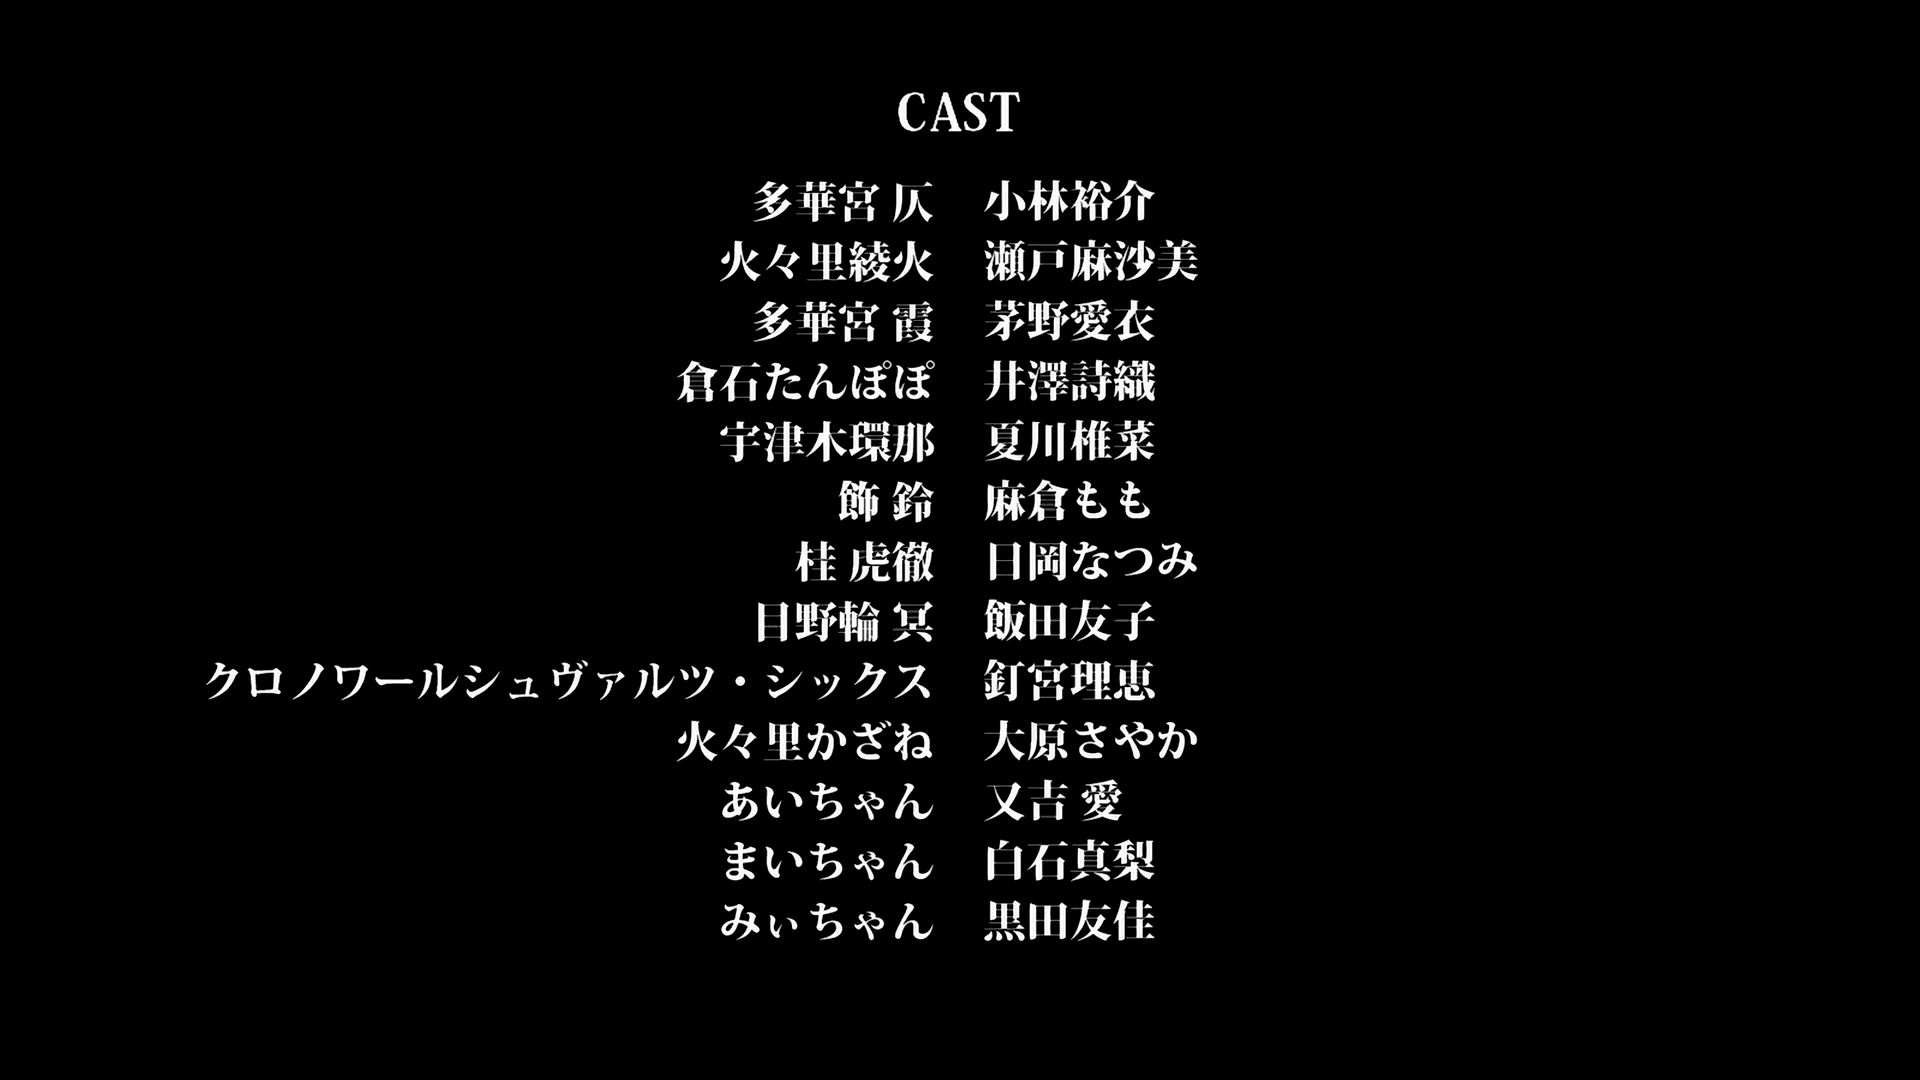 CAST
多華宮 仄 小林裕介
火々里綾火 瀬戸麻沙美
多華宮 霞 茅野愛衣
倉石たんぽぽ 井澤詩織
宇津木環那 夏川椎菜
飾 鈴 麻倉もも
桂 虎徹 日岡なつみ
目野輪 冥 飯田友子
クロノワールシュヴァルツ・シックス 釘宮理恵
火々里かざね 大原さやか
あいちゃん 又吉 愛
まいちゃん 白石真梨
みぃちゃん 黒田友佳